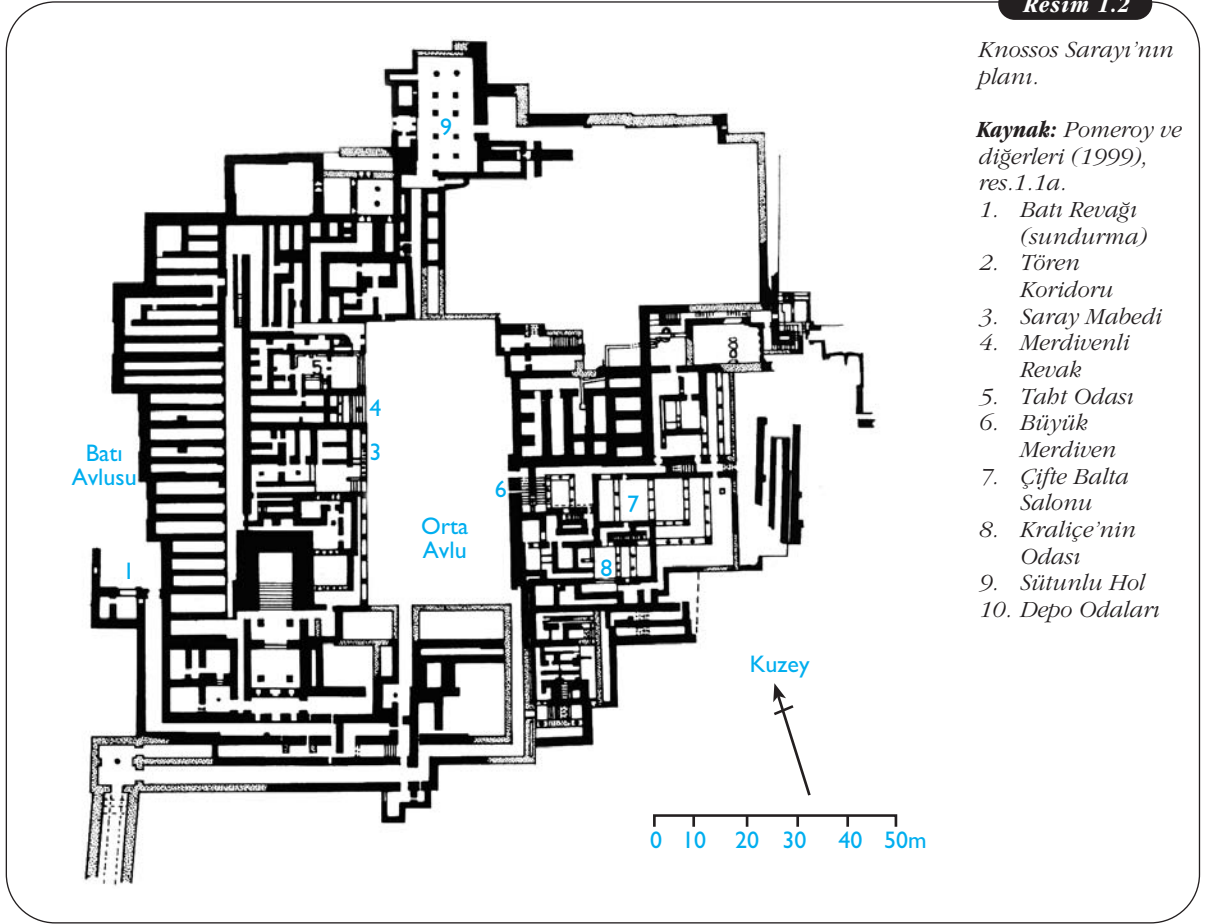 Resim 1.2
Knossos Sarayı’nın
planı.
Kaynak: Pomeroy ve
diğerleri (1999),
res.1.1a.
1. Batı Revağı
(sundurma)
2. Tören
Koridoru
3. Saray Mabedi
4. Merdivenli
Revak
5. Taht Odası
6. Büyük
Merdiven
7. Çifte Balta
Salonu
8. Kraliçe’nin
Odası
9. Sütunlu Hol
10. Depo Odaları
9
5
4
3
Batı
Avlusu
6
7
Orta
Avlu
8
1
Kuzey
0 10 20 30 40 50m